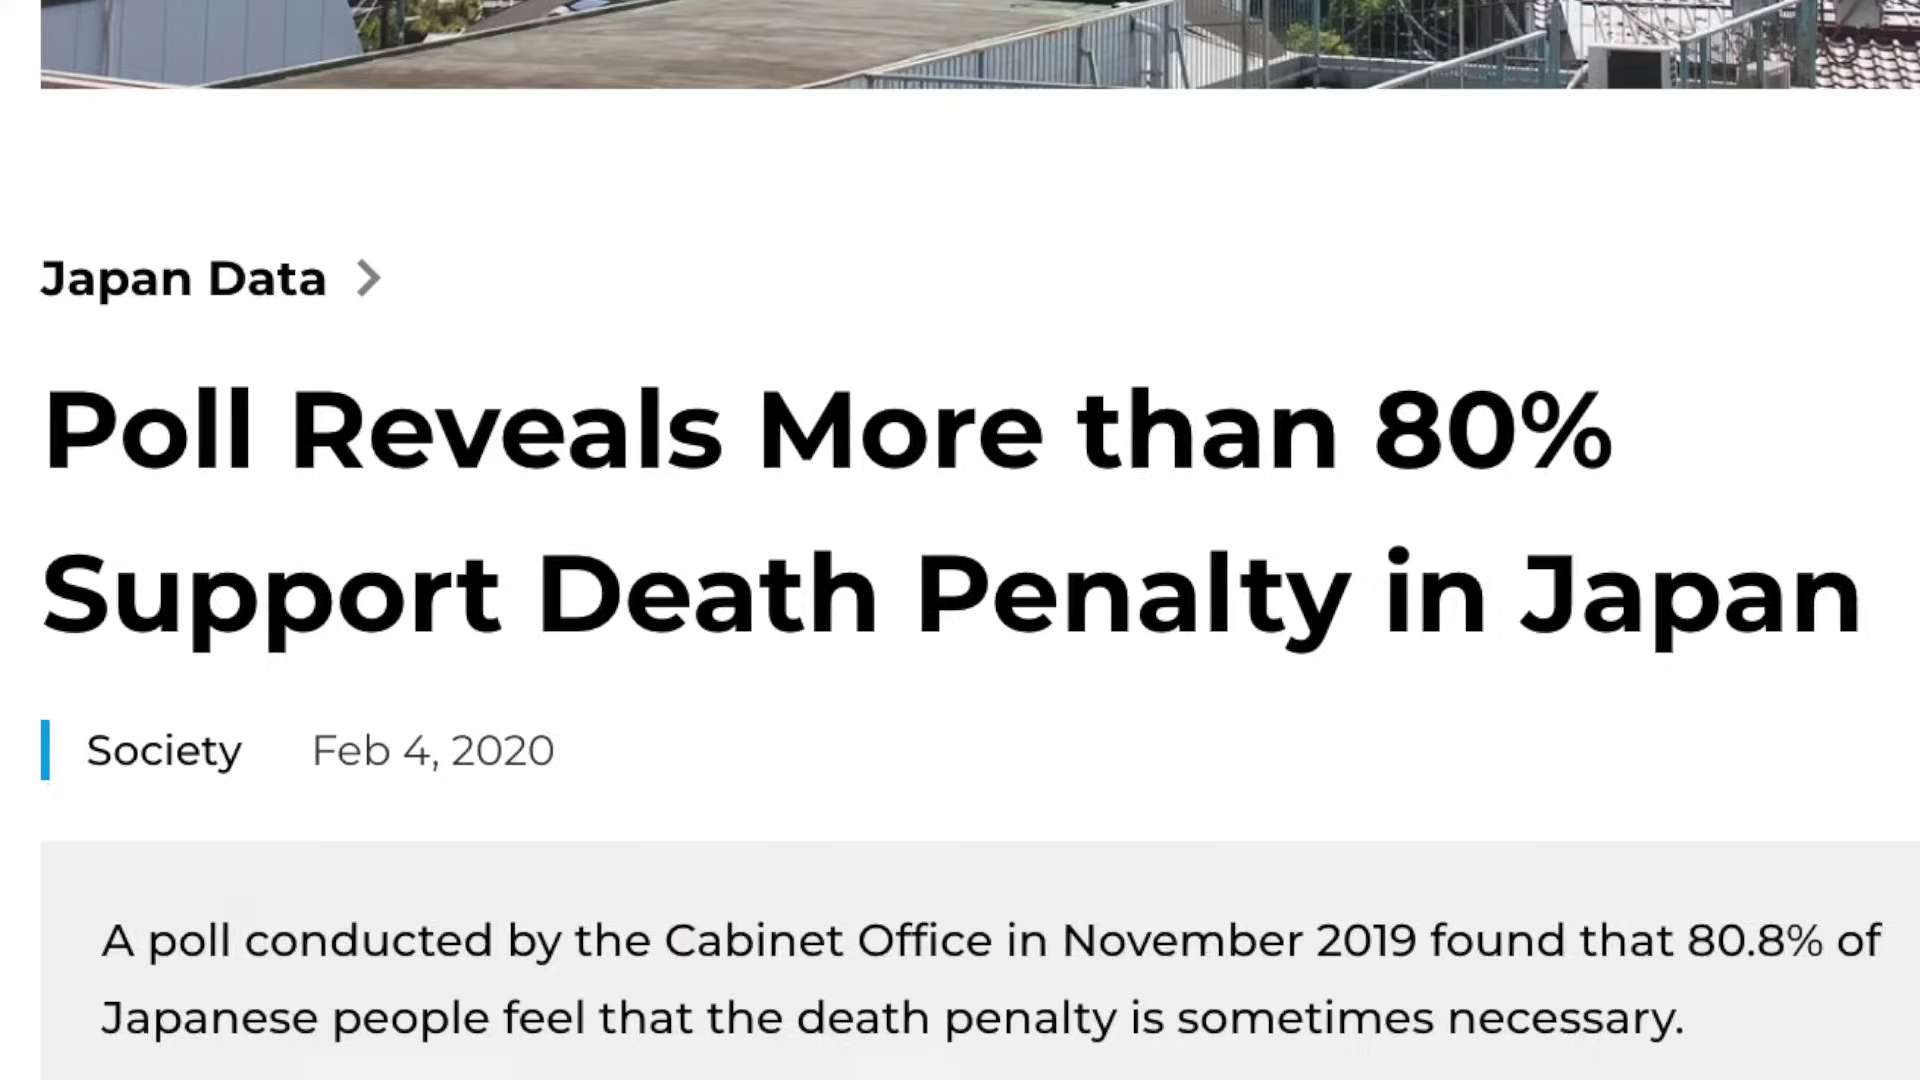 Japan Data
Poll Reveals More than 80%
Support Death Penalty in Japan
Society Feb 4, 2020
A poll conducted by the Cabinet Office in November 2019 found that 80.8% of
Japanese people feel that the death penalty is sometimes necessary.